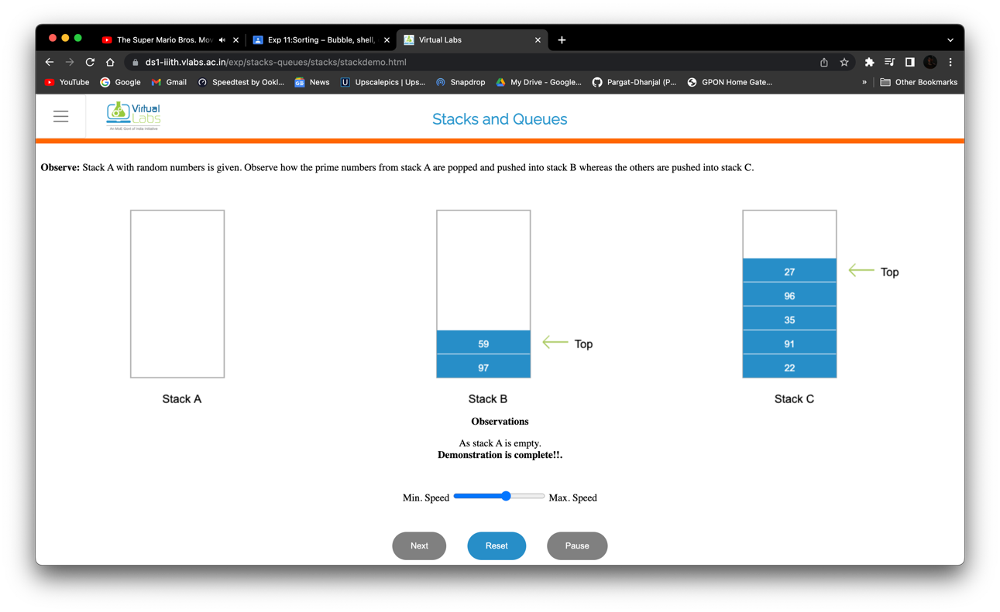 The Super Mario Bros. Mov
Exp 11:Sorting – Bubble, shell,
Virtual Labs
ds1-iiith.vlabs.ac.in/exp/stacks-queues/stacks/stackdemo.html
YouTube Google Gmail Speedtest by Ookl... News U Upscalepics | Ups... Snapdrop My Drive - Google... Pargat-Dhanjal (P... GPON Home Gate... » Other Bookmarks
Virtual
Labs
An MoE Govt of India Initiative
Stacks and Queues
Observe: Stack A with random numbers is given. Observe how the prime numbers from stack A are popped and pushed into stack B whereas the others are pushed into stack C.
27 Top
96
35
59 Top 91
97 22
Stack A Stack B Stack C
Observations
As stack A is empty.
Demonstration is complete!!.
Min. Speed Max. Speed
Next Reset Pause